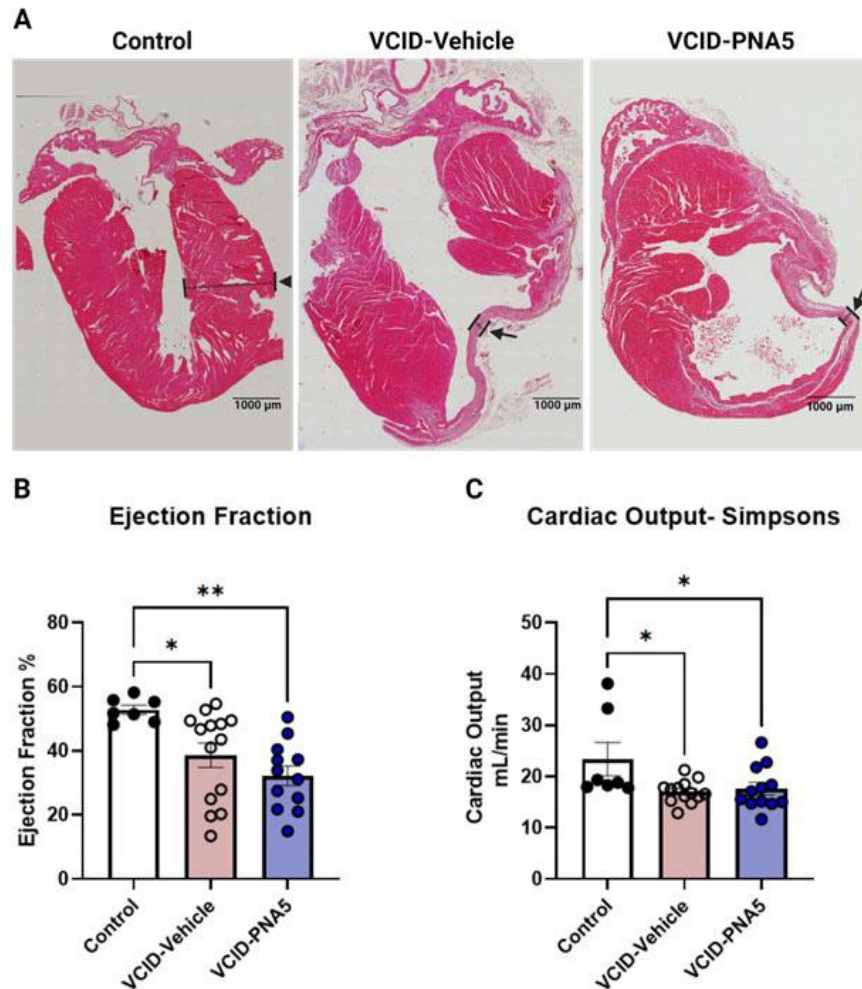 A
Control VCID-Vehicle VCID-PNA5
1000 µm 1000 µm 1000 µm
B
Ejection Fraction
Ejection Fraction %
80
60
40
20
0
**
*
Control
VCID-Vehicle
VCID-PNA5
C
Cardiac Output- Simpsons
Cardiac Output
mL/min
50
40
30
20
10
0
*
*
Control
VCID-Vehicle
VCID-PNA5